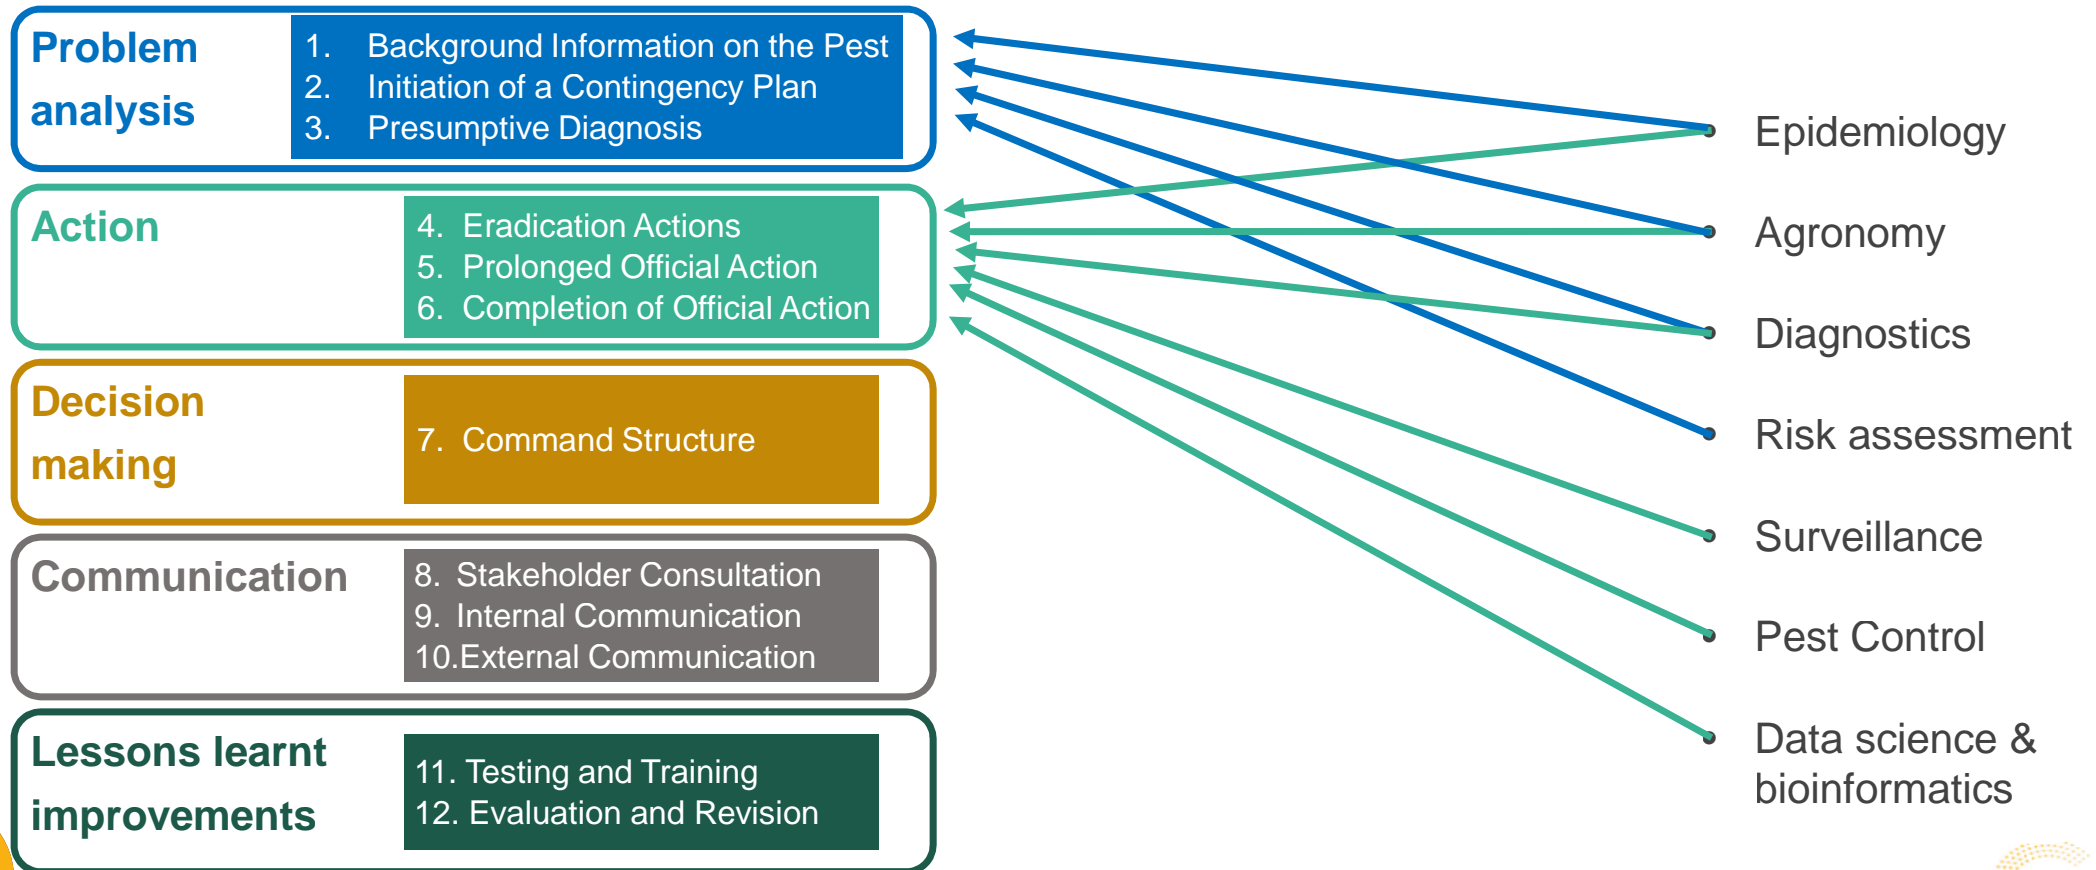 Problem
analysis
1. Background Information on the Pest
2. Initiation of a Contingency Plan
3. Presumptive Diagnosis
Action
4. Eradication Actions
5. Prolonged Official Action
6. Completion of Official Action
Decision
making
7. Command Structure
Communication
8. Stakeholder Consultation
9. Internal Communication
10.External Communication
Lessons learnt
improvements
11. Testing and Training
12. Evaluation and Revision
Epidemiology
Agronomy
Diagnostics
Risk assessment
Surveillance
Pest Control
Data science &
bioinformatics